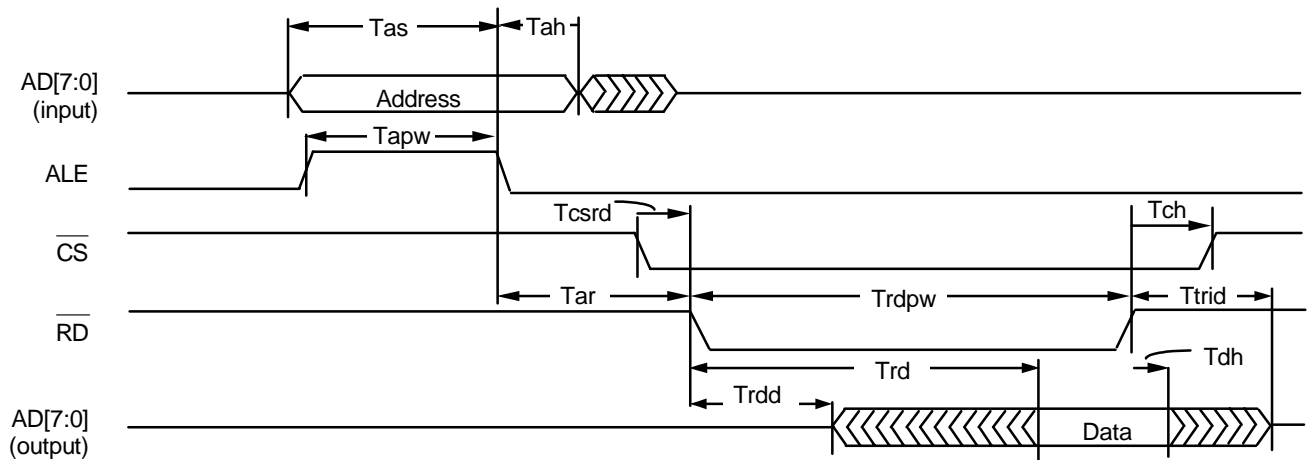 Tas
Tah
AD[7:0]
(input)
Address
Tapw
ALE
Tcsrd
Tch
CS
Tar
Trdpw
Ttrid
RD
Trd
Tdh
Trdd
AD[7:0]
(output)
Data